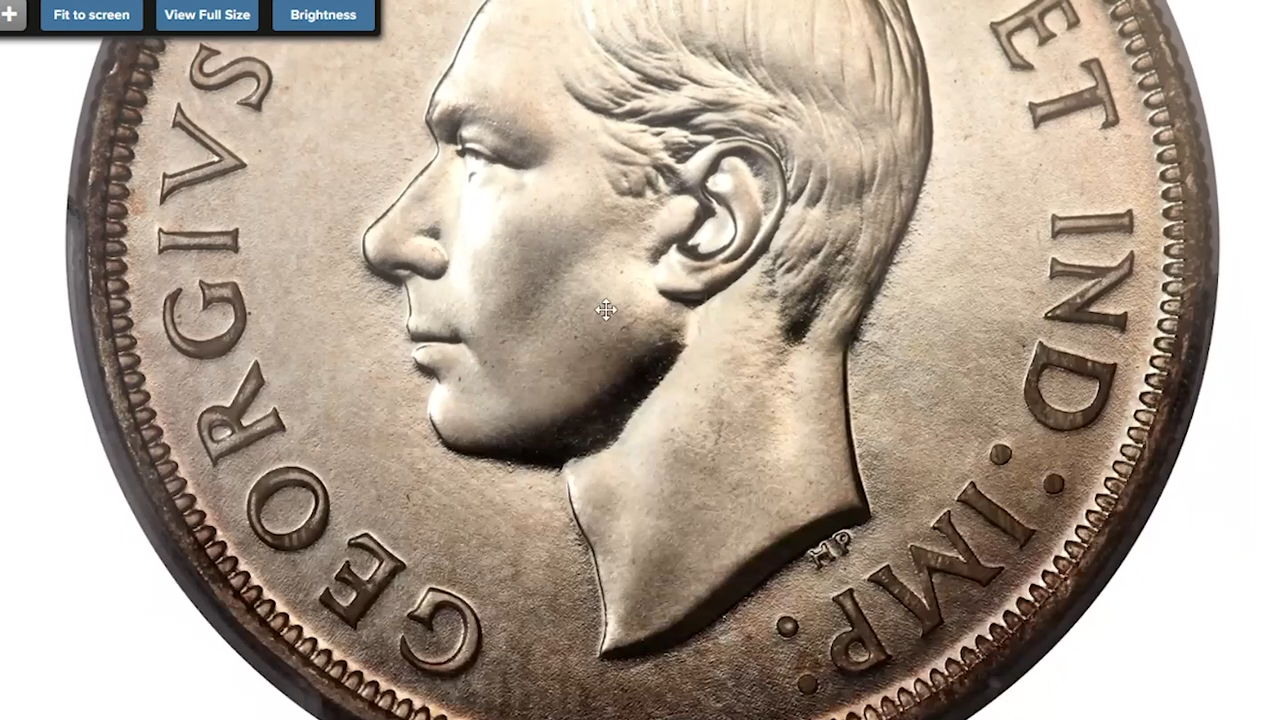 Fit to screen
View Full Size
Brightness
GEORGIVS
ET IND: IMP:
HP